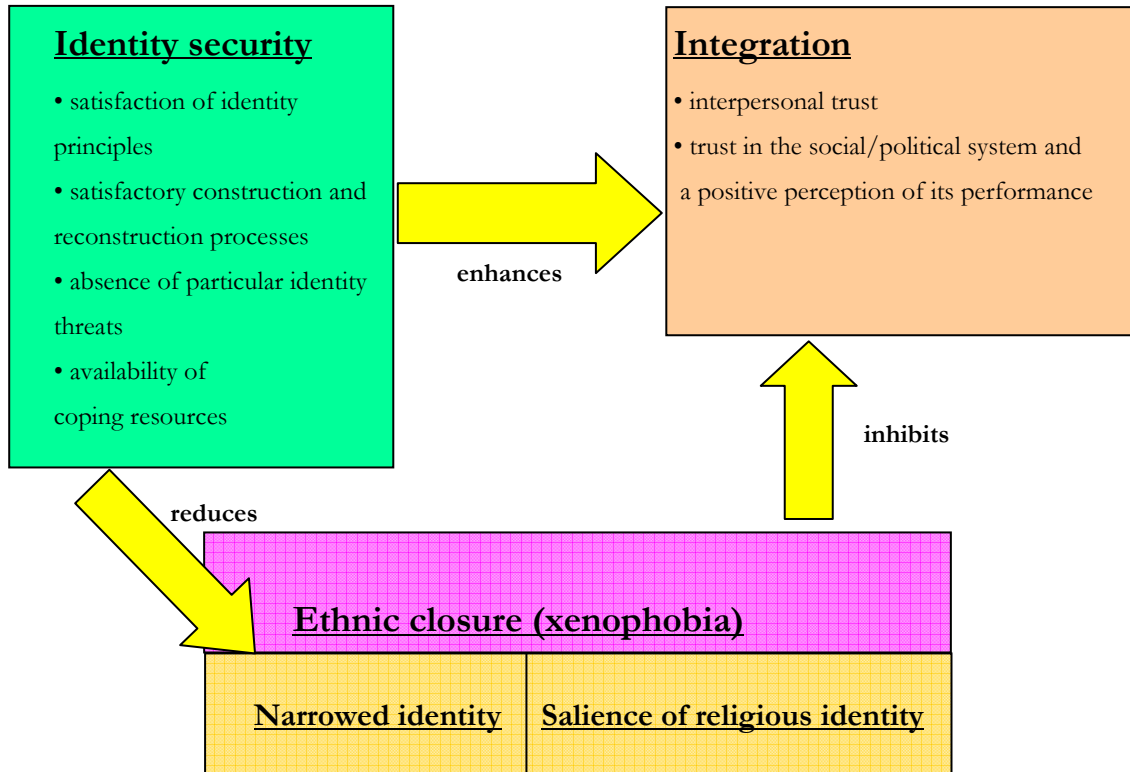 Identity security
• satisfaction of identity
principles
• satisfactory construction and
reconstruction processes
• absence of particular identity
threats
• availability of
coping resources
Integration
• interpersonal trust
• trust in the social/political system and
a positive perception of its performance
enhances
inhibits
reduces
Ethnic closure (xenophobia)
Narrowed identity
Salience of religious identity